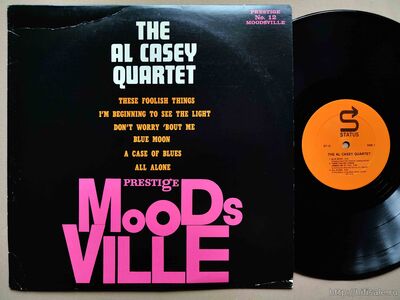 THE
AL CASEY
QUARTET
PRESTIGE
No. 12
MOODSVILLE
THESE FOOLISH THINGS
I'M BEGINNING TO SEE THE LIGHT
DON'T WORRY 'BOUT ME
BLUE MOON
A CASE OF BLUES
ALL ALONE
PRESTIGE
MOODS
VILLE
STATUS
THE AL CASEY QUARTET